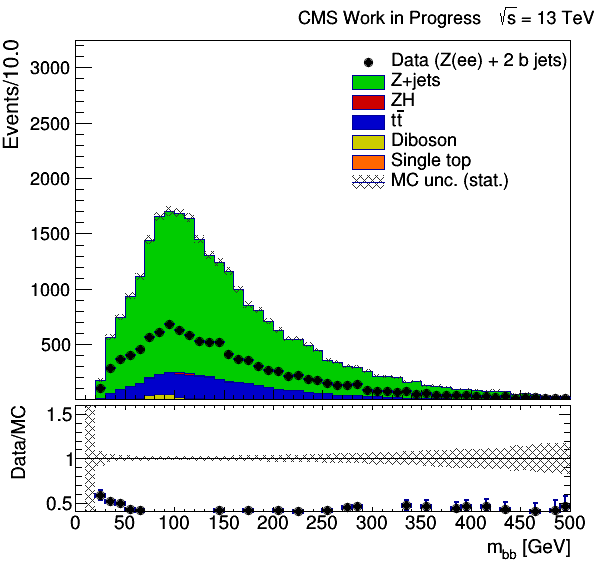 CMS Work in Progress √s = 13 TeV
Events/10.0
3000
2500
2000
1500
1000
500
Data (Z(ee) + 2 b jets)
Z+jets
ZH
tt̅
Diboson
Single top
MC unc. (stat.)
Data/MC
1.5
1
0.5
0 50 100 150 200 250 300 350 400 450 500
m_bb [GeV]